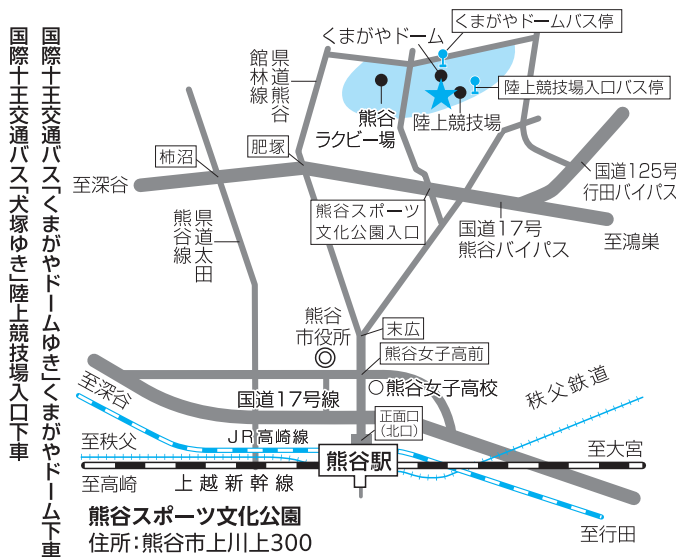 国際十王交通バス「くまがやドームゆき」くまがやドーム下車
国際十王交通バス「犬塚ゆき」陸上競技場入口下車
くまがやドームバス停
くまがやドーム
県道熊谷
館林線
陸上競技場入口バス停
熊谷
ラクビー場
陸上競技場
柿沼
肥塚
至深谷
国道125号
行田バイパス
熊谷スポーツ
文化公園入口
国道17号
熊谷バイパス
至鴻巣
県道太田
熊谷線
熊谷
市役所
末広
熊谷女子高前
熊谷女子高校
至深谷
国道17号線
正面口
(北口)
秩父鉄道
至秩父
JR高崎線
熊谷駅
至大宮
至高崎
上越新幹線
至行田
熊谷スポーツ文化公園
住所:熊谷市上川上300